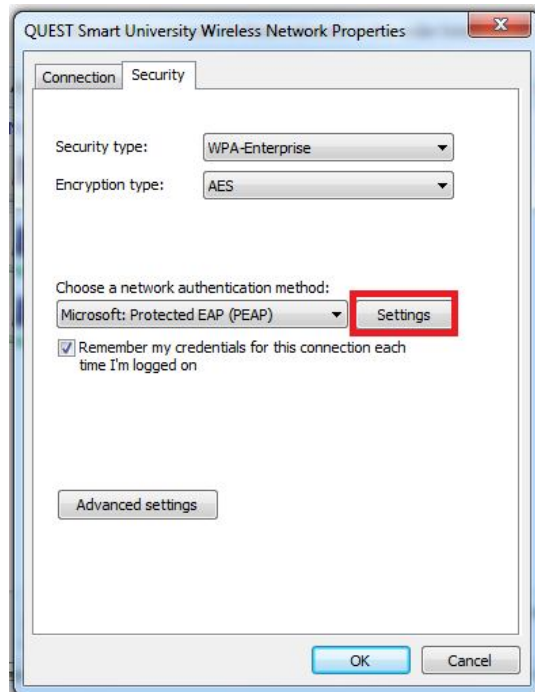 QUEST Smart University Wireless Network Properties
Connection
Security
Security type:
WPA-Enterprise
Encryption type:
AES
Choose a network authentication method:
Microsoft: Protected EAP (PEAP)
Settings
Remember my credentials for this connection each
time I'm logged on
Advanced settings
OK
Cancel